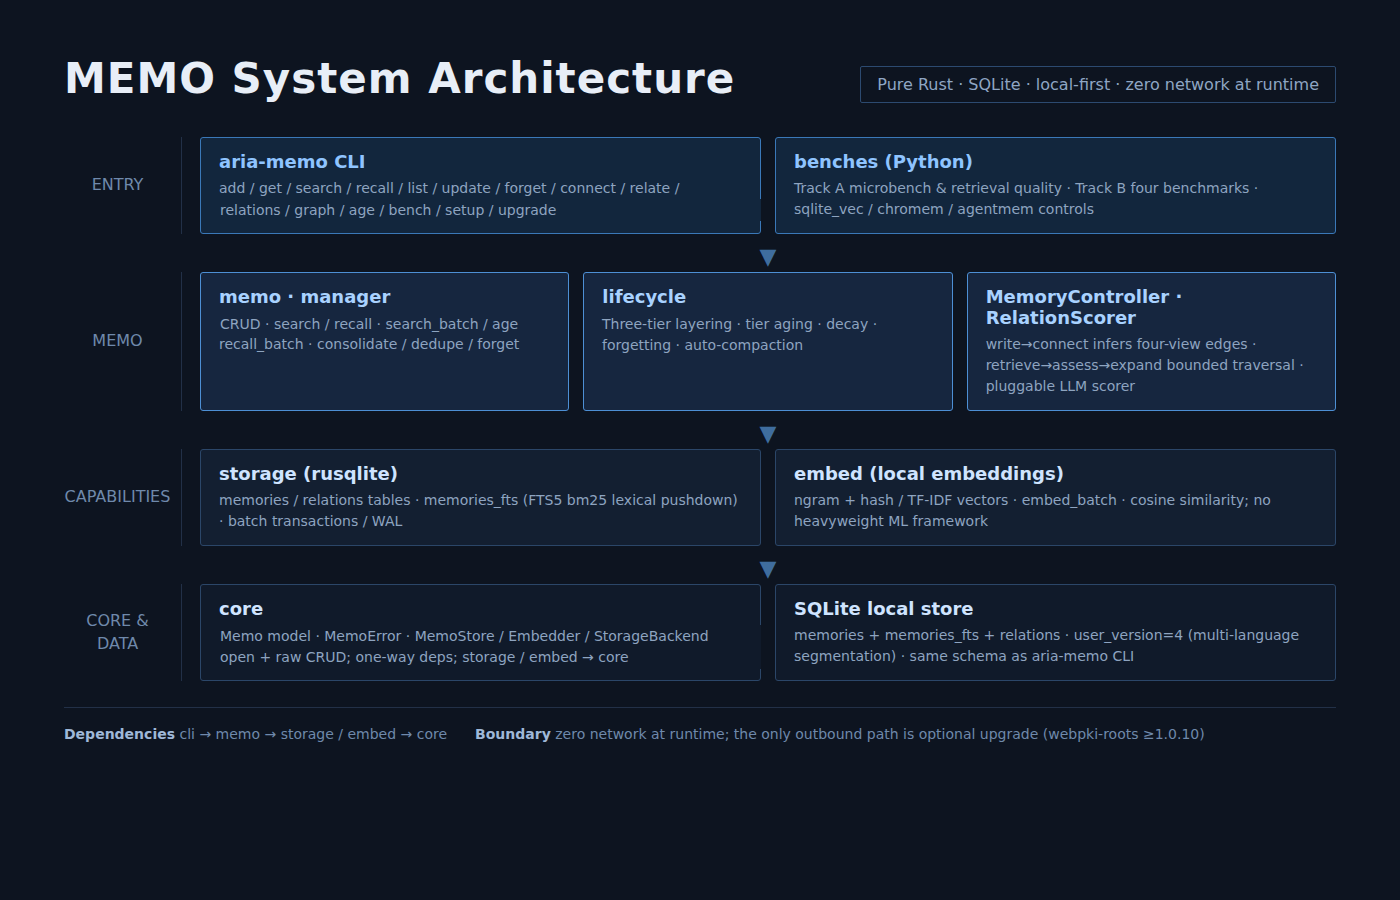 MEMO System Architecture
Pure Rust · SQLite · local-first · zero network at runtime
ENTRY
aria-memo CLI
add / get / search / recall / list / update / forget / connect / relate /
relations / graph / age / bench / setup / upgrade
benches (Python)
Track A microbench & retrieval quality · Track B four benchmarks ·
sqlite_vec / chromem / agentmem controls
▼
MEMO
memo · manager
CRUD · search / recall · search_batch / age
recall_batch · consolidate / dedupe / forget
lifecycle
Three-tier layering · tier aging · decay ·
forgetting · auto-compaction
MemoryController ·
RelationScorer
write→connect infers four-view edges ·
retrieve→assess→expand bounded traversal ·
pluggable LLM scorer
▼
CAPABILITIES
storage (rusqlite)
memories / relations tables · memories_fts (FTS5 bm25 lexical pushdown)
· batch transactions / WAL
embed (local embeddings)
ngram + hash / TF-IDF vectors · embed_batch · cosine similarity; no
heavyweight ML framework
▼
CORE &
DATA
core
Memo model · MemoError · MemoStore / Embedder / StorageBackend
open + raw CRUD; one-way deps; storage / embed → core
SQLite local store
memories + memories_fts + relations · user_version=4 (multi-language
segmentation) · same schema as aria-memo CLI
Dependencies cli → memo → storage / embed → core
Boundary zero network at runtime; the only outbound path is optional upgrade (webpki-roots ≥1.0.10)